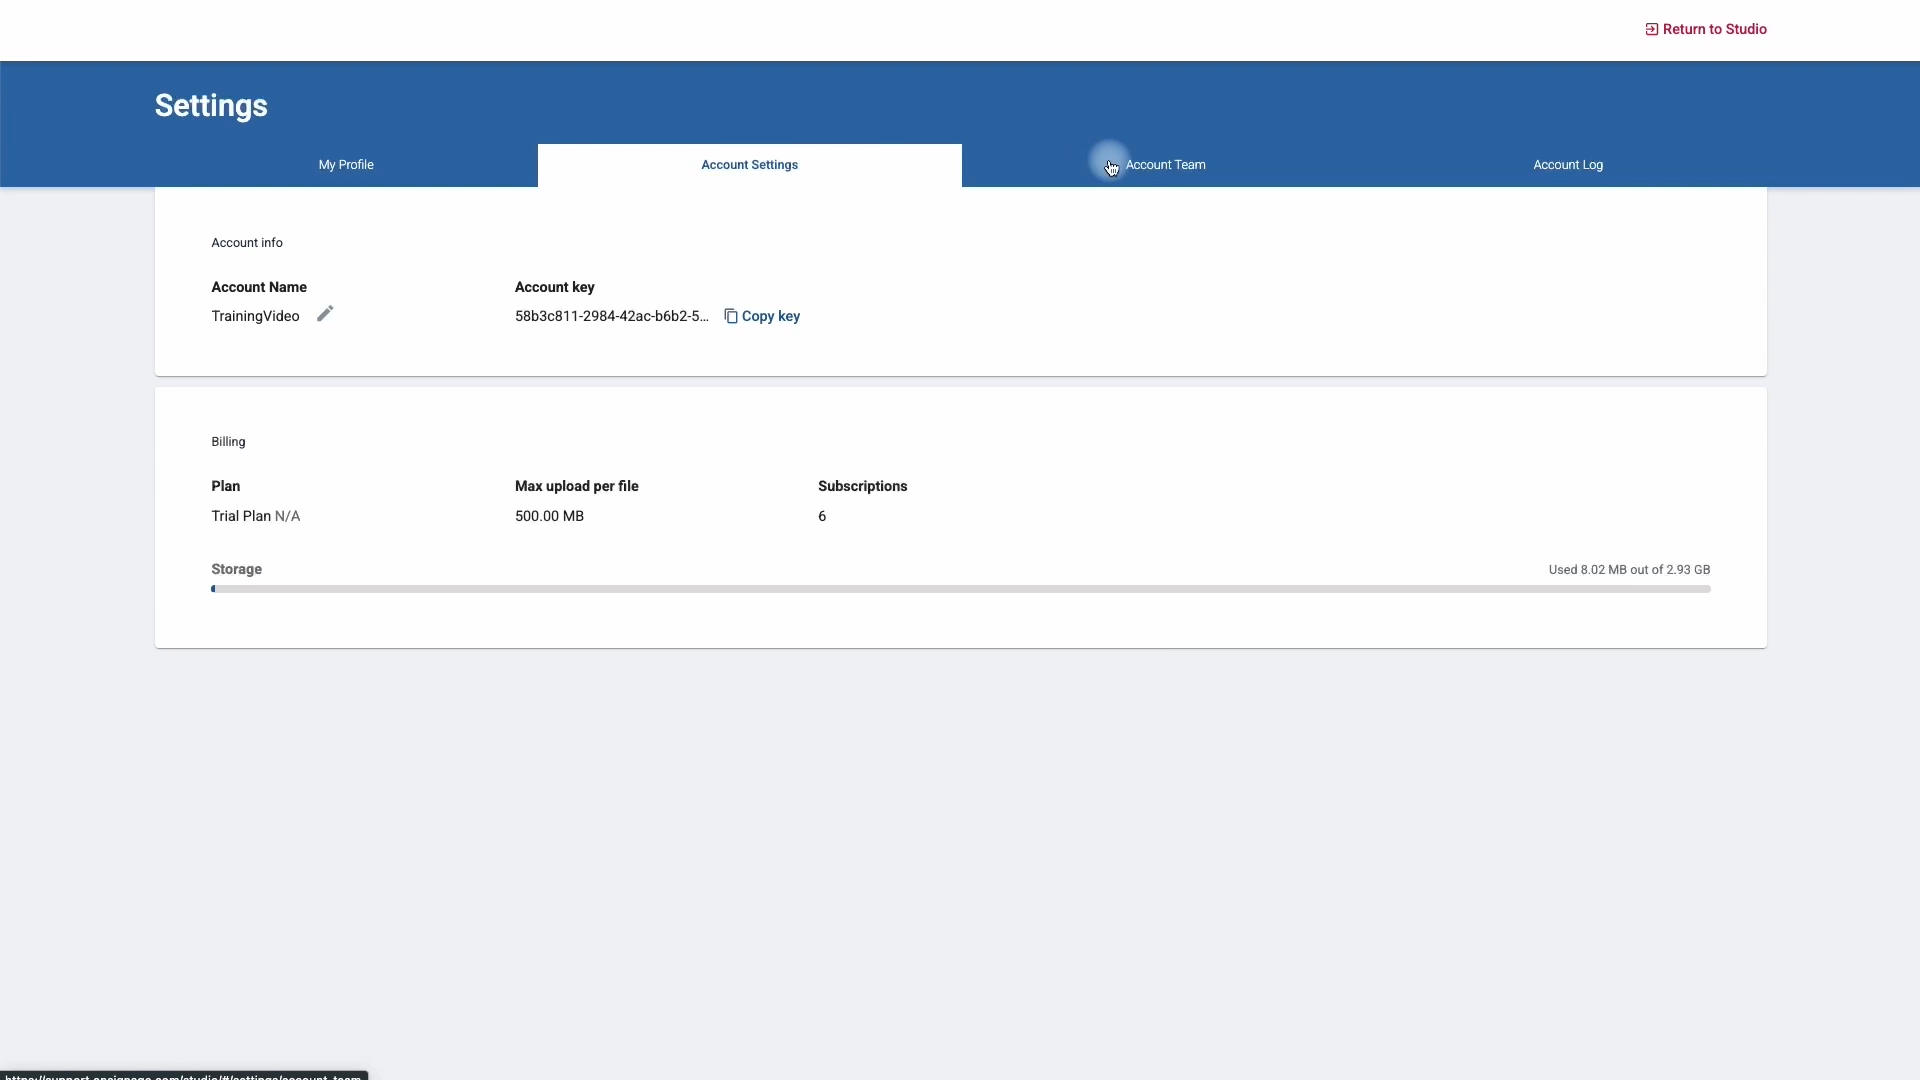 Return to Studio
Settings
My Profile
Account Settings
Account Team
Account Log
Account info
Account Name
Account key
TrainingVideo
58b3c811-2984-42ac-b6b2-5...
Copy key
Billing
Plan
Max upload per file
Subscriptions
Trial Plan N/A
500.00 MB
6
Storage
Used 8.02 MB out of 2.93 GB